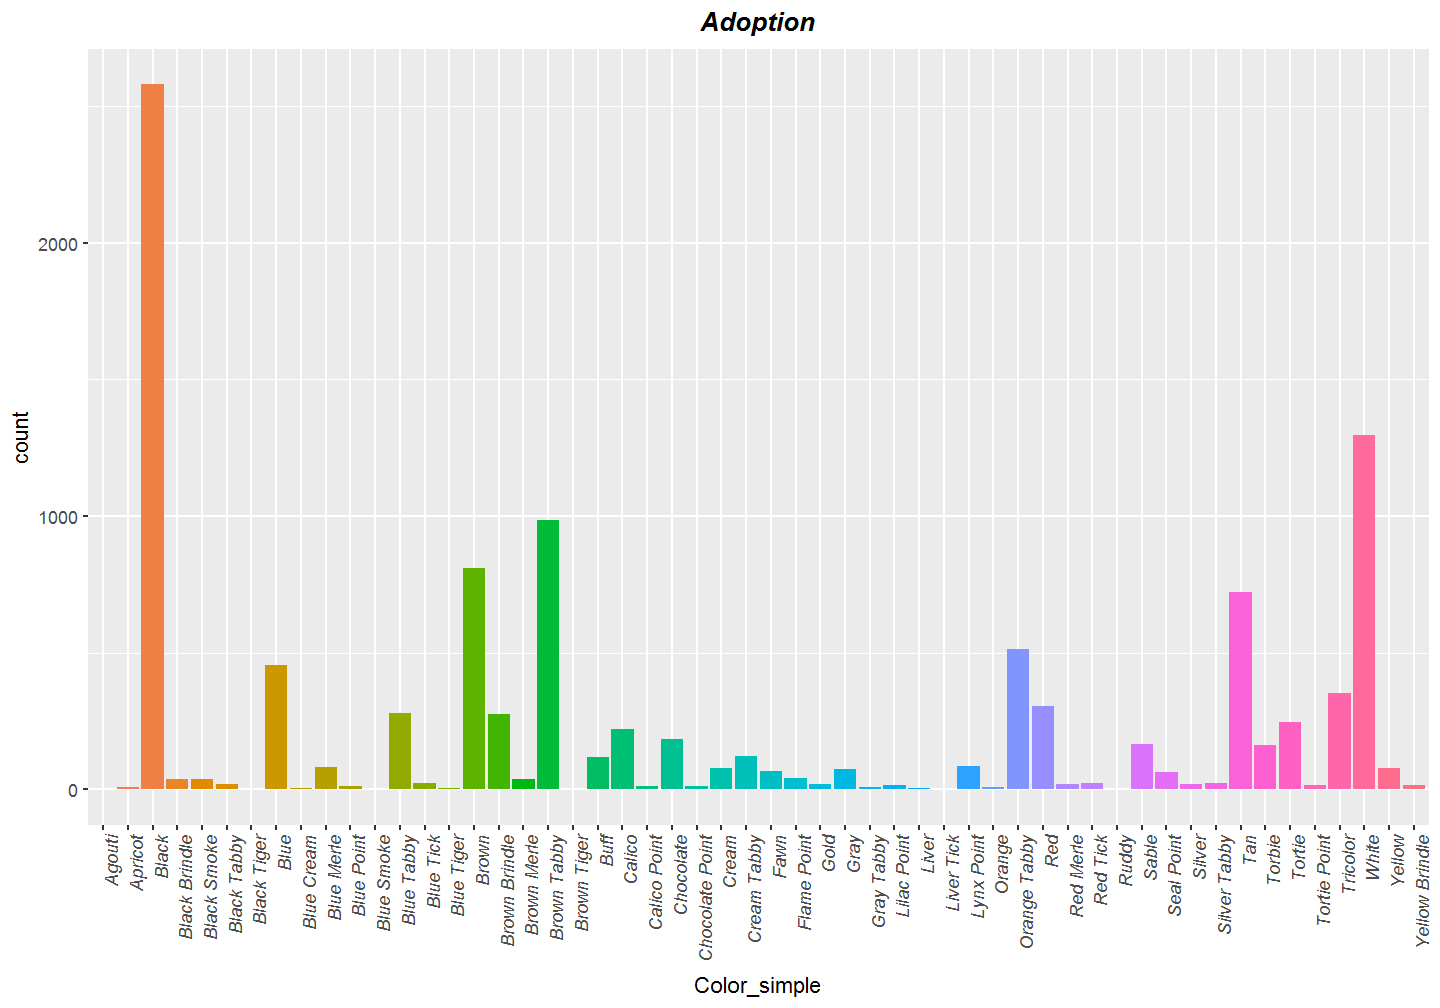 Adoption
2000
1000
0
count
Agouti
Apricot
Black
Black Brindle
Black Smoke
Black Tabby
Black Tiger
Blue
Blue Cream
Blue Merle
Blue Point
Blue Smoke
Blue Tabby
Blue Tick
Blue Tiger
Brown
Brown Brindle
Brown Merle
Brown Tabby
Brown Tiger
Buff
Calico
Calico Point
Chocolate
Chocolate Point
Cream
Cream Tabby
Fawn
Flame Point
Gold
Gray
Gray Tabby
Lilac Point
Liver
Liver Tick
Lynx Point
Orange
Orange Tabby
Red
Red Merle
Red Tick
Ruddy
Sable
Seal Point
Silver
Silver Tabby
Tan
Torbie
Tortie
Tortie Point
Tricolor
White
Yellow
Yellow Brindle
Color_simple